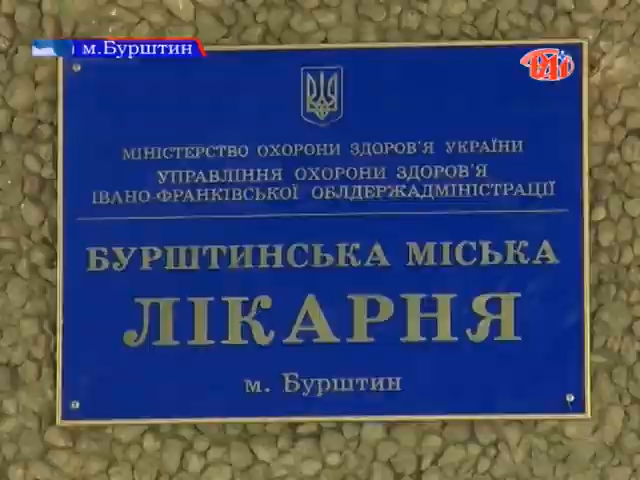 м.Бурштин
МІНІСТЕРСТВО ОХОРОНИ ЗДОРОВ'Я УКРАЇНИ
УПРАВЛІННЯ ОХОРОНИ ЗДОРОВ'Я
ІВАНО-ФРАНКІВСЬКОЇ ОБЛДЕРЖАДМІНІСТРАЦІЇ
БУРШТИНСЬКА МІСЬКА
ЛІКАРНЯ
м. Бурштин